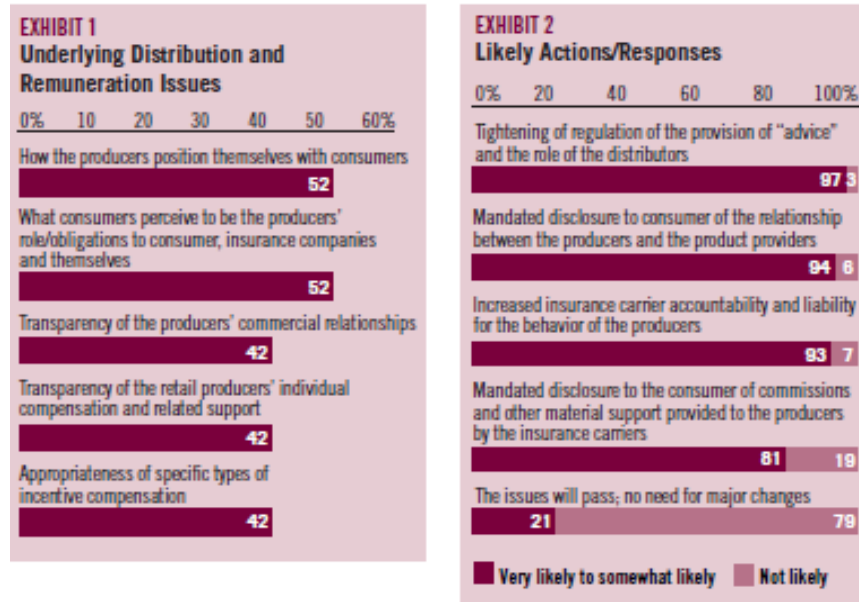 EXHIBIT 1
Underlying Distribution and
Remuneration Issues
0% 10 20 30 40 50 60%
How the producers position themselves with consumers
52
What consumers perceive to be the producers'
role/obligations to consumer, insurance companies
and themselves
52
Transparency of the producers' commercial relationships
42
Transparency of the retail producers' individual
compensation and related support
42
Appropriateness of specific types of
incentive compensation
42
EXHIBIT 2
Likely Actions/Responses
0% 20 40 60 80 100%
Tightening of regulation of the provision of "advice"
and the role of the distributors
97 3
Mandated disclosure to consumer of the relationship
between the producers and the product providers
94 6
Increased insurance carrier accountability and liability
for the behavior of the producers
93 7
Mandated disclosure to the consumer of commissions
and other material support provided to the producers
by the insurance carriers
81 19
The issues will pass; no need for major changes
21 79
Very likely to somewhat likely Not likely